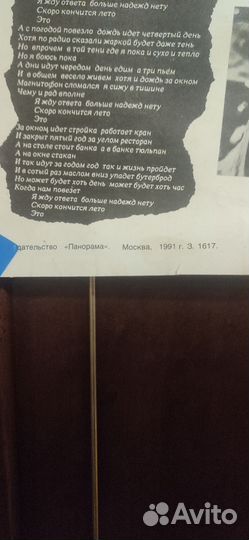 Я жду ответа больше надежд нету
Скоро кончится лето
Это
А с погодой повезло дождь идет четвертый день
Хотя по радио сказали жаркой будет даже тень
Но впрочем в той тени где я пока и сухо и тепло
Но я боюсь пока
А дни идут чередом день едим а три пьём
И в общем весело живем хотя и дождь за окном
Магнитофон сломался я сижу в тишине
Чему и рад вполне
Я жду ответа больше надежд нету
Скоро кончится лето
Это
За окном идет стройка работает кран
И закрыт пятый год за углом ресторан
А на столе стоит банка а в банке тюльпан
А на окне стакан
И так идут за годом год так и жизнь пройдет
И в сотый раз маслом вниз упадет бутерброд
Но может будет хоть день может будет хоть час
Когда нам повезет
Я жду ответа больше надежд нету
Скоро кончится лето
Это
дательство «Панорама». Москва. 1991 г. З. 1617.
Avito